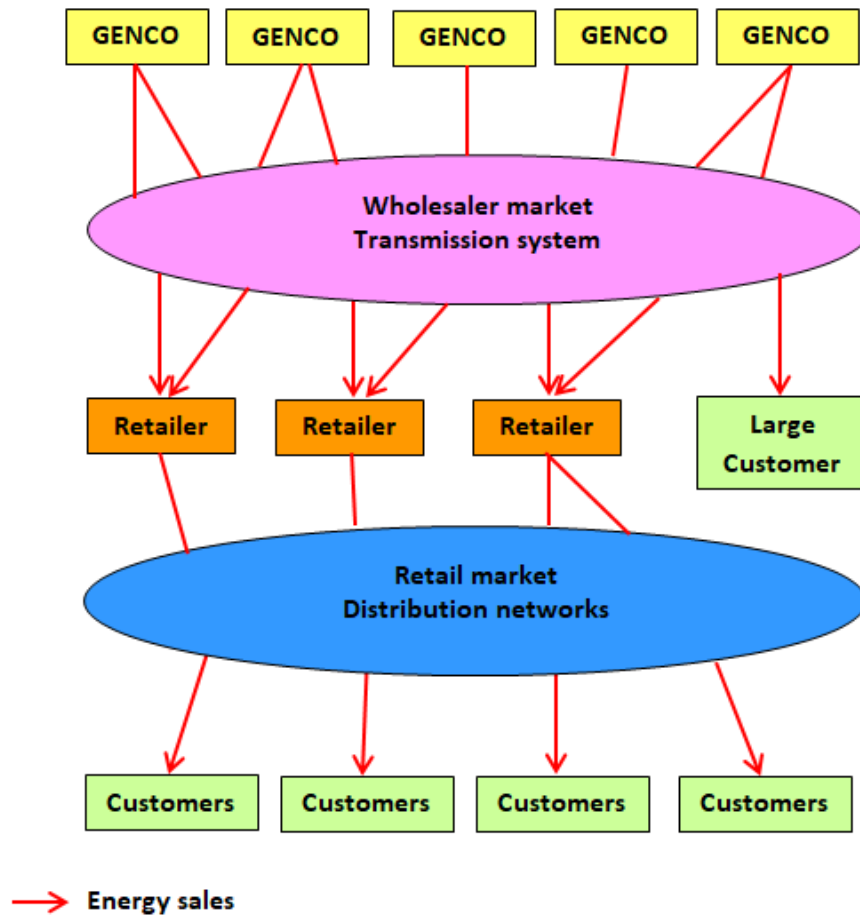 GENCO
GENCO
GENCO
GENCO
GENCO
Wholesaler market
Transmission system
Retailer
Retailer
Retailer
Large
Customer
Retail market
Distribution networks
Customers
Customers
Customers
Customers
Energy sales